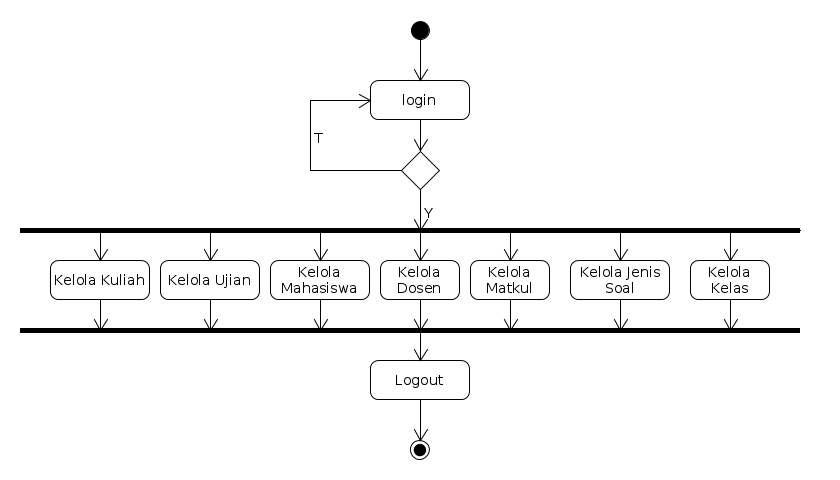 login
T
Y
Kelola Kuliah
Kelola Ujian
Kelola
Mahasiswa
Kelola
Dosen
Kelola
Matkul
Kelola Jenis
Soal
Kelola
Kelas
Logout